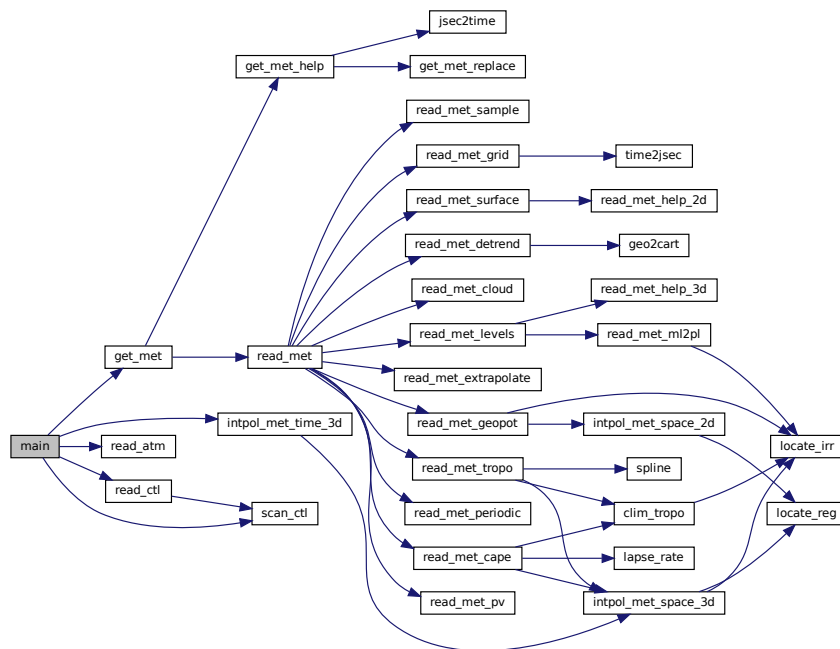 jsec2time
get_met_help
get_met_replace
read_met_sample
read_met_grid
time2jsec
read_met_surface
read_met_help_2d
read_met_detrend
geo2cart
read_met_cloud
read_met_help_3d
read_met_levels
read_met_ml2pl
get_met
read_met
read_met_extrapolate
intpol_met_time_3d
read_met_geopot
intpol_met_space_2d
main
read_atm
locate_irr
read_met_tropo
spline
read_ctl
scan_ctl
read_met_periodic
clim_tropo
locate_reg
read_met_cape
lapse_rate
read_met_pv
intpol_met_space_3d